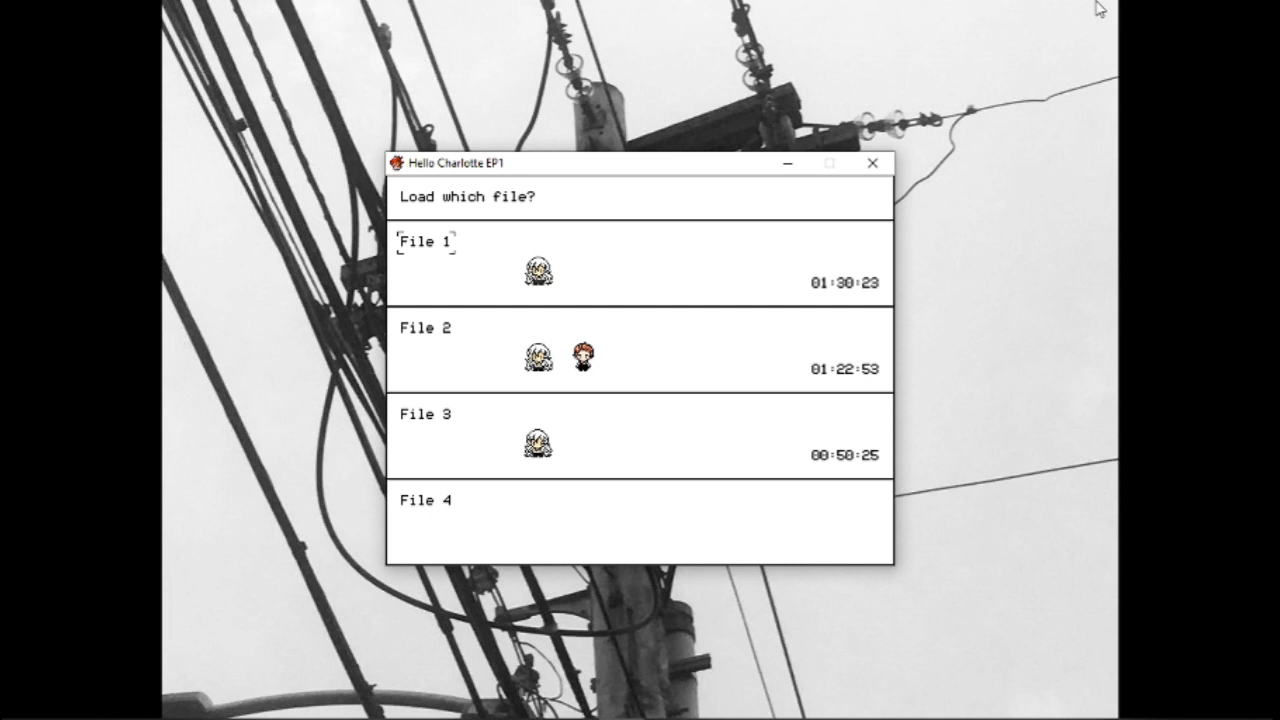 Hello Charlotte EP1
Load which file?
File 1
01:30:23
File 2
01:22:53
File 3
00:50:25
File 4